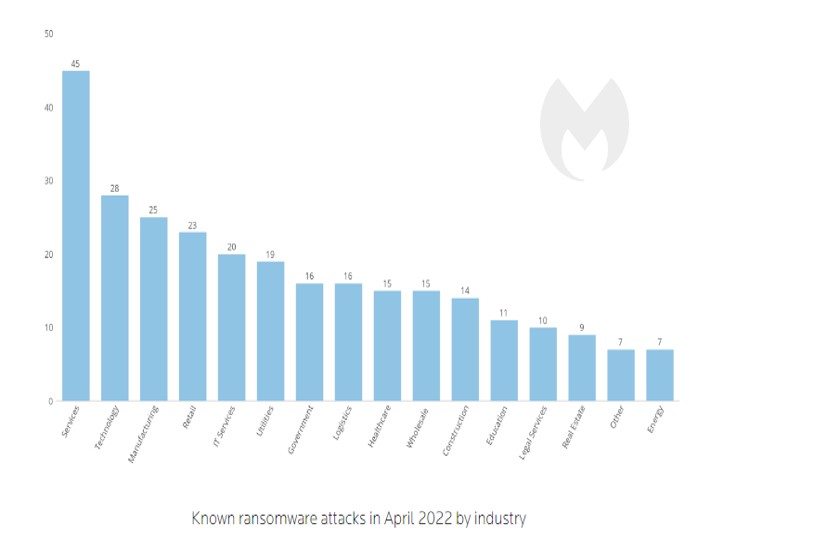 50
40
30
20
10
0
45
28
25
23
20
19
16
16
15
15
14
11
10
9
7
7
Services
Technology
Manufacturing
Retail
IT Services
Utilities
Government
Logistics
Healthcare
Wholesale
Construction
Education
Legal Services
Real Estate
Other
Energy
Known ransomware attacks in April 2022 by industry